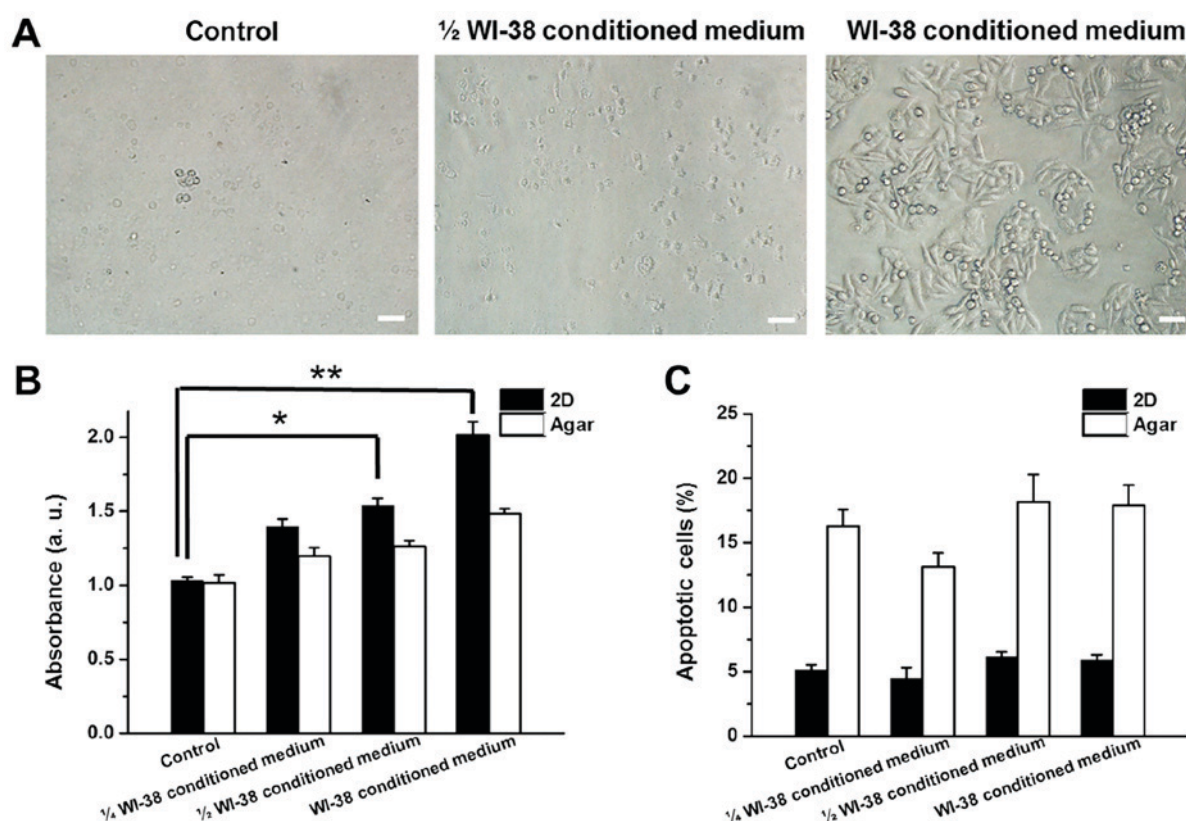 A
Control
½ WI-38 conditioned medium
WI-38 conditioned medium
B
**
*
2D
Agar
2.0
1.5
1.0
0.5
0.0
Absorbance (a. u.)
Control
¼ WI-38 conditioned medium
½ WI-38 conditioned medium
WI-38 conditioned medium
C
2D
Agar
25
20
15
10
5
0
Apoptotic cells (%)
Control
¼ WI-38 conditioned medium
½ WI-38 conditioned medium
WI-38 conditioned medium